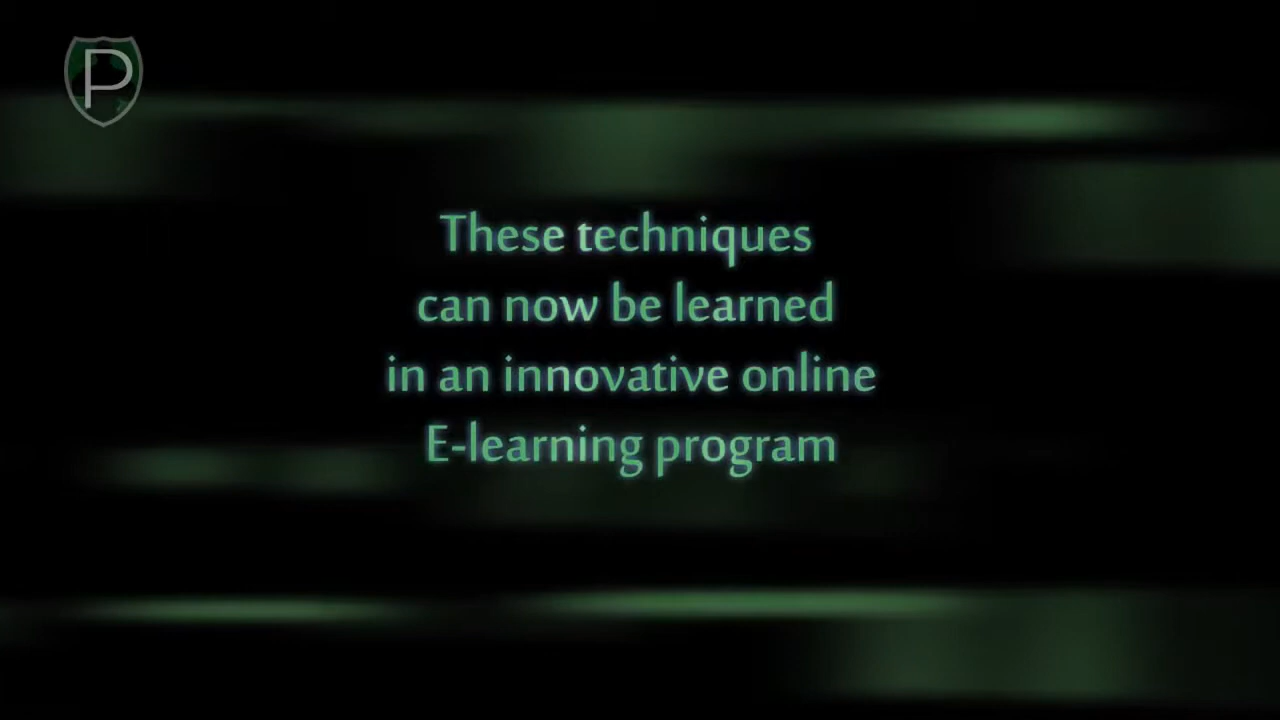 P
These techniques
can now be learned
in an innovative online
E-learning program